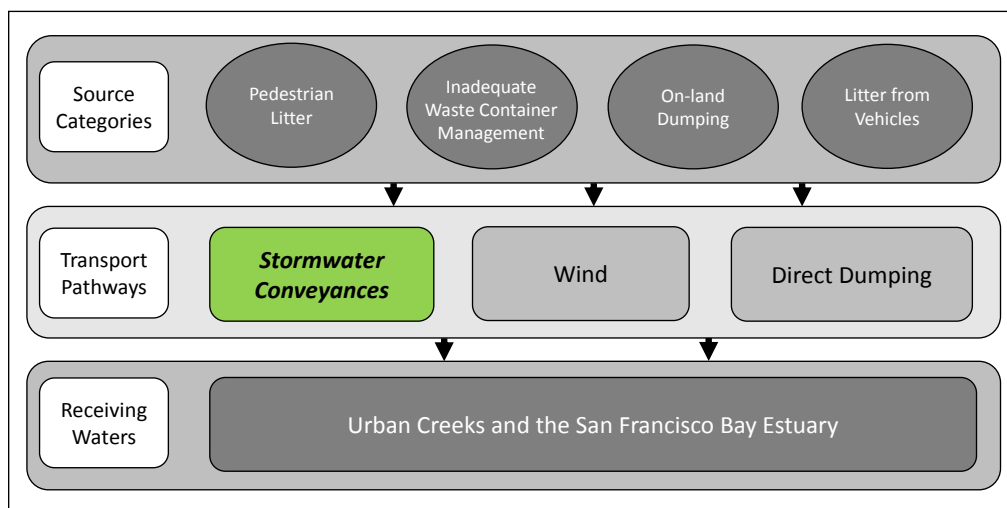 Source
Categories
Pedestrian
Litter
Inadequate
Waste Container
Management
On-land
Dumping
Litter from
Vehicles
Transport
Pathways
Stormwater
Conveyances
Wind
Direct Dumping
Receiving
Waters
Urban Creeks and the San Francisco Bay Estuary